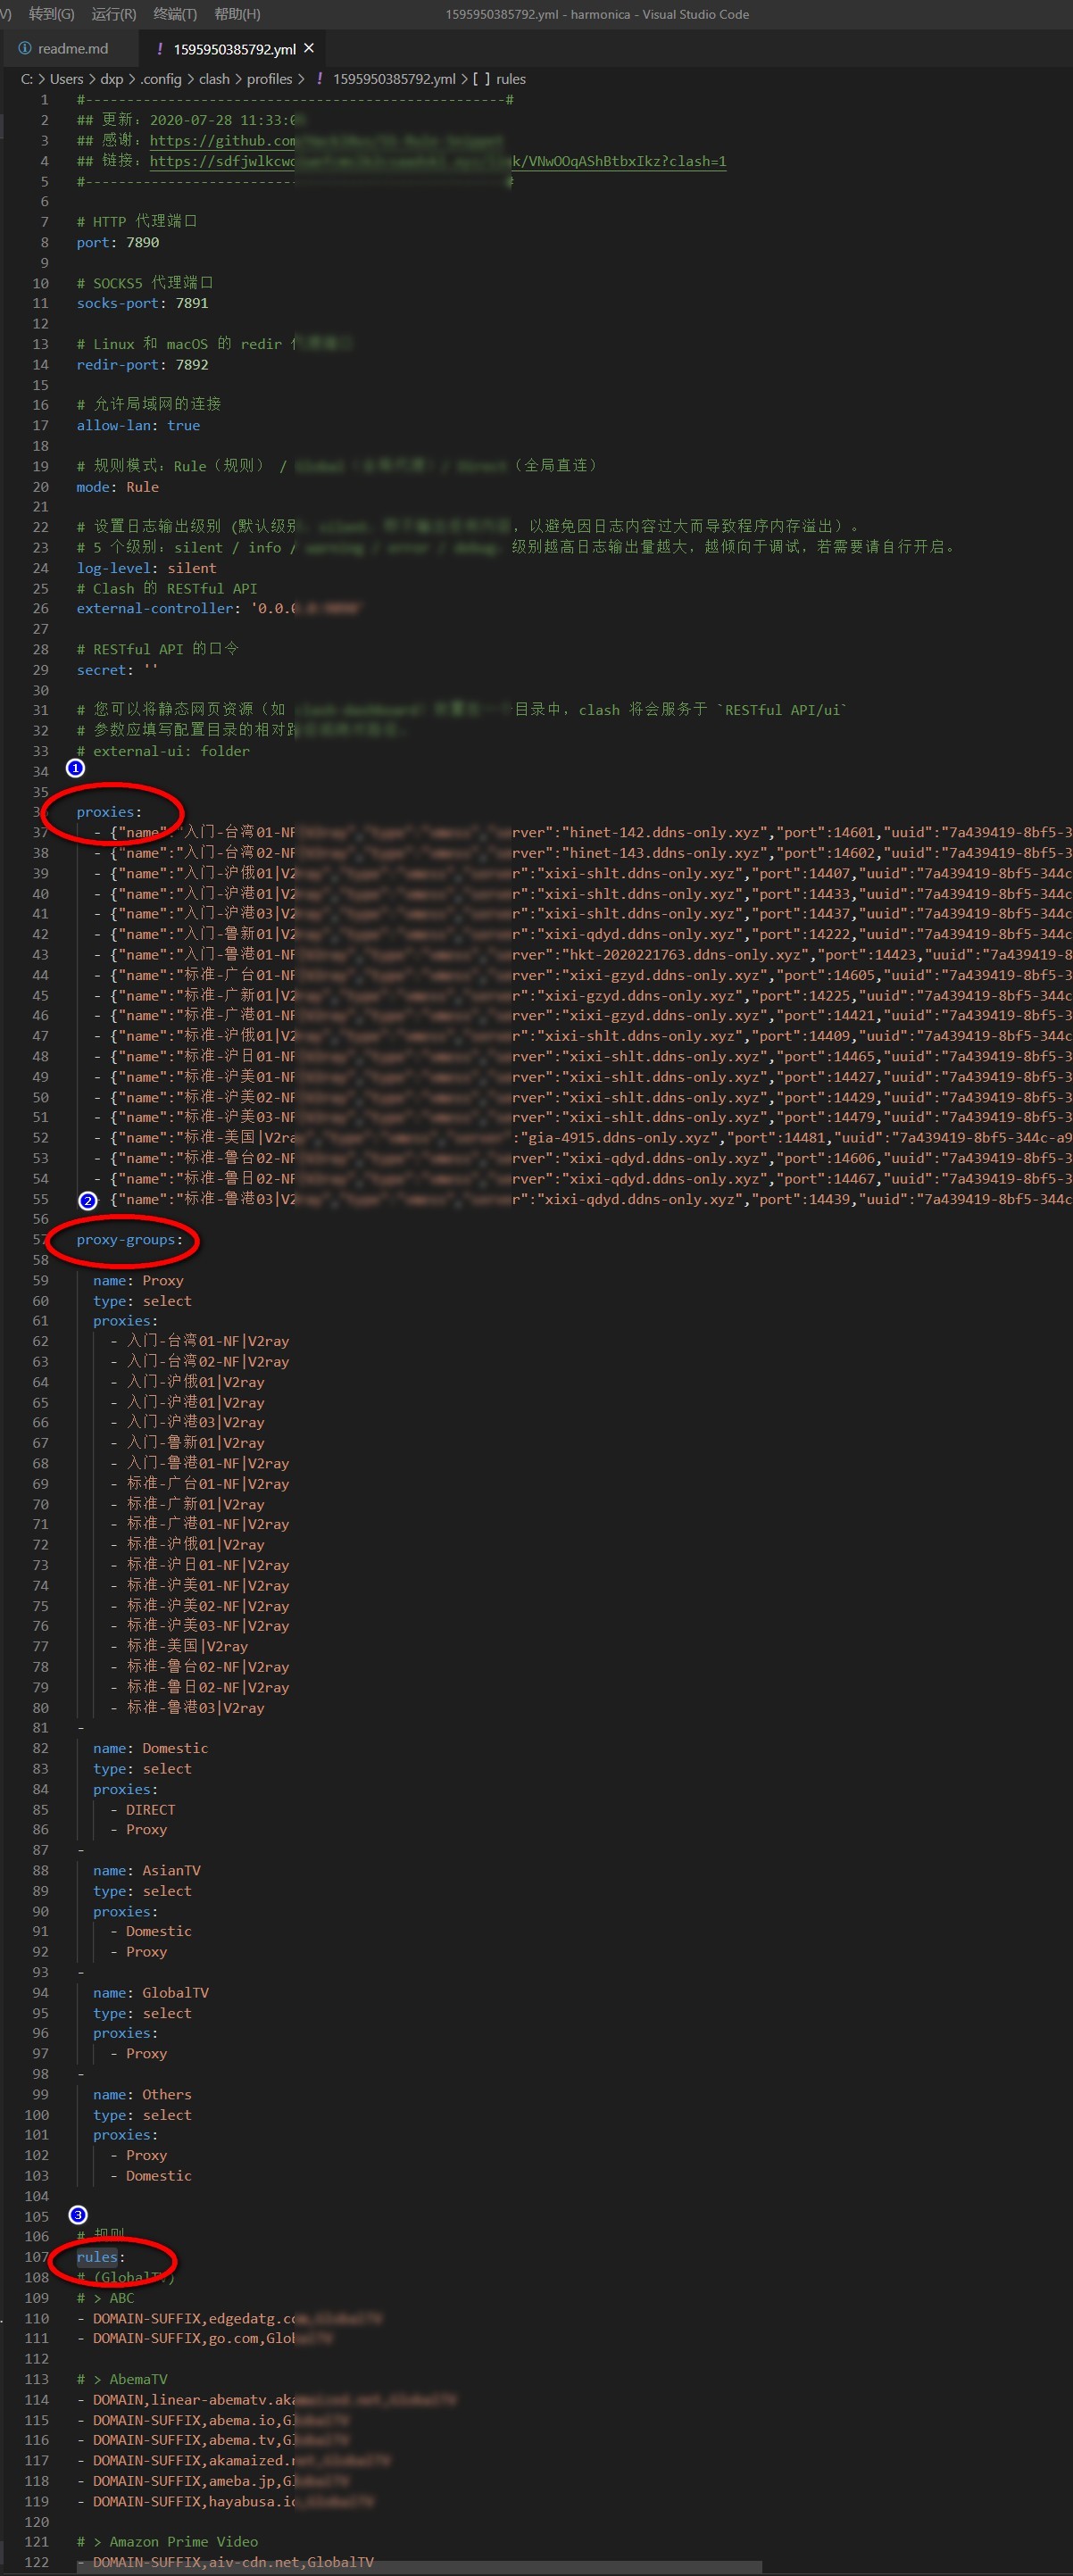 V) 转到(G) 运行(R) 终端(T) 帮助(H) 1595950385792.yml - harmonica - Visual Studio Code
readme.md ! 1595950385792.yml ×
C: > Users > dxp > .config > clash > profiles > ! 1595950385792.yml > [ ] rules
1 #---------------------------------------------------#
2 ## 更新：2020-07-28 11:33:0
3 ## 感谢：https://github.com
4 ## 链接：https://sdfjwlkcwc k/VNwOOqAShBtbxIkz?clash=1
5 #---------------------------------------------------#
6
7 # HTTP 代理端口
8 port: 7890
9
10 # SOCKS5 代理端口
11 socks-port: 7891
12
13 # Linux 和 macOS 的 redir
14 redir-port: 7892
15
16 # 允许局域网的连接
17 allow-lan: true
18
19 # 规则模式：Rule（规则） / （全局直连）
20 mode: Rule
21
22 # 设置日志输出级别 (默认级别 ，以避免因日志内容过大而导致程序内存溢出）。
23 # 5 个级别：silent / info / 级别越高日志输出量越大，越倾向于调试，若需要请自行开启。
24 log-level: silent
25 # Clash 的 RESTful API
26 external-controller: '0.0.0
27
28 # RESTful API 的口令
29 secret: ''
30
31 # 您可以将静态网页资源（如 目录中，clash 将会服务于 `RESTful API/ui`
32 # 参数应填写配置目录的相对
33 # external-ui: folder
34 1
35
36 proxies:
37 - {"name":"入门-台湾01-NF rver":"hinet-142.ddns-only.xyz","port":14601,"uuid":"7a439419-8bf5-3
38 - {"name":"入门-台湾02-NF rver":"hinet-143.ddns-only.xyz","port":14602,"uuid":"7a439419-8bf5-3
39 - {"name":"入门-沪俄01|V2 r":"xixi-shlt.ddns-only.xyz","port":14407,"uuid":"7a439419-8bf5-344c
40 - {"name":"入门-沪港01|V2 r":"xixi-shlt.ddns-only.xyz","port":14433,"uuid":"7a439419-8bf5-344c
41 - {"name":"入门-沪港03|V2 r":"xixi-shlt.ddns-only.xyz","port":14437,"uuid":"7a439419-8bf5-344c
42 - {"name":"入门-鲁新01|V2 r":"xixi-qdyd.ddns-only.xyz","port":14222,"uuid":"7a439419-8bf5-344c
43 - {"name":"入门-鲁港01-NF rver":"hkt-2020221763.ddns-only.xyz","port":14423,"uuid":"7a439419-8
44 - {"name":"标准-广台01-NF rver":"xixi-gzyd.ddns-only.xyz","port":14605,"uuid":"7a439419-8bf5-3
45 - {"name":"标准-广新01|V2 r":"xixi-gzyd.ddns-only.xyz","port":14225,"uuid":"7a439419-8bf5-344c
46 - {"name":"标准-广港01-NF rver":"xixi-gzyd.ddns-only.xyz","port":14421,"uuid":"7a439419-8bf5-3
47 - {"name":"标准-沪俄01|V2 r":"xixi-shlt.ddns-only.xyz","port":14409,"uuid":"7a439419-8bf5-344c
48 - {"name":"标准-沪日01-NF rver":"xixi-shlt.ddns-only.xyz","port":14465,"uuid":"7a439419-8bf5-3
49 - {"name":"标准-沪美01-NF rver":"xixi-shlt.ddns-only.xyz","port":14427,"uuid":"7a439419-8bf5-3
50 - {"name":"标准-沪美02-NF rver":"xixi-shlt.ddns-only.xyz","port":14429,"uuid":"7a439419-8bf5-3
51 - {"name":"标准-沪美03-NF rver":"xixi-shlt.ddns-only.xyz","port":14479,"uuid":"7a439419-8bf5-3
52 - {"name":"标准-美国|V2ra :"gia-4915.ddns-only.xyz","port":14481,"uuid":"7a439419-8bf5-344c-a9
53 - {"name":"标准-鲁台02-NF rver":"xixi-qdyd.ddns-only.xyz","port":14606,"uuid":"7a439419-8bf5-3
54 - {"name":"标准-鲁日02-NF rver":"xixi-qdyd.ddns-only.xyz","port":14467,"uuid":"7a439419-8bf5-3
55 2 {"name":"标准-鲁港03|V2 r":"xixi-qdyd.ddns-only.xyz","port":14439,"uuid":"7a439419-8bf5-344c
56
57 proxy-groups:
58
59 name: Proxy
60 type: select
61 proxies:
62 - 入门-台湾01-NF|V2ray
63 - 入门-台湾02-NF|V2ray
64 - 入门-沪俄01|V2ray
65 - 入门-沪港01|V2ray
66 - 入门-沪港03|V2ray
67 - 入门-鲁新01|V2ray
68 - 入门-鲁港01-NF|V2ray
69 - 标准-广台01-NF|V2ray
70 - 标准-广新01|V2ray
71 - 标准-广港01-NF|V2ray
72 - 标准-沪俄01|V2ray
73 - 标准-沪日01-NF|V2ray
74 - 标准-沪美01-NF|V2ray
75 - 标准-沪美02-NF|V2ray
76 - 标准-沪美03-NF|V2ray
77 - 标准-美国|V2ray
78 - 标准-鲁台02-NF|V2ray
79 - 标准-鲁日02-NF|V2ray
80 - 标准-鲁港03|V2ray
81 -
82 name: Domestic
83 type: select
84 proxies:
85 - DIRECT
86 - Proxy
87 -
88 name: AsianTV
89 type: select
90 proxies:
91 - Domestic
92 - Proxy
93 -
94 name: GlobalTV
95 type: select
96 proxies:
97 - Proxy
98 -
99 name: Others
100 type: select
101 proxies:
102 - Proxy
103 - Domestic
104
105 3
106 # 规则
107 rules:
108 # (GlobalTV)
109 # > ABC
110 - DOMAIN-SUFFIX,edgedatg.co
111 - DOMAIN-SUFFIX,go.com,Glob
112
113 # > AbemaTV
114 - DOMAIN,linear-abematv.aka
115 - DOMAIN-SUFFIX,abema.io,Gl
116 - DOMAIN-SUFFIX,abema.tv,Gl
117 - DOMAIN-SUFFIX,akamaized.n
118 - DOMAIN-SUFFIX,ameba.jp,Gl
119 - DOMAIN-SUFFIX,hayabusa.io
120
121 # > Amazon Prime Video
122 - DOMAIN-SUFFIX,aiv-cdn.net,GlobalTV